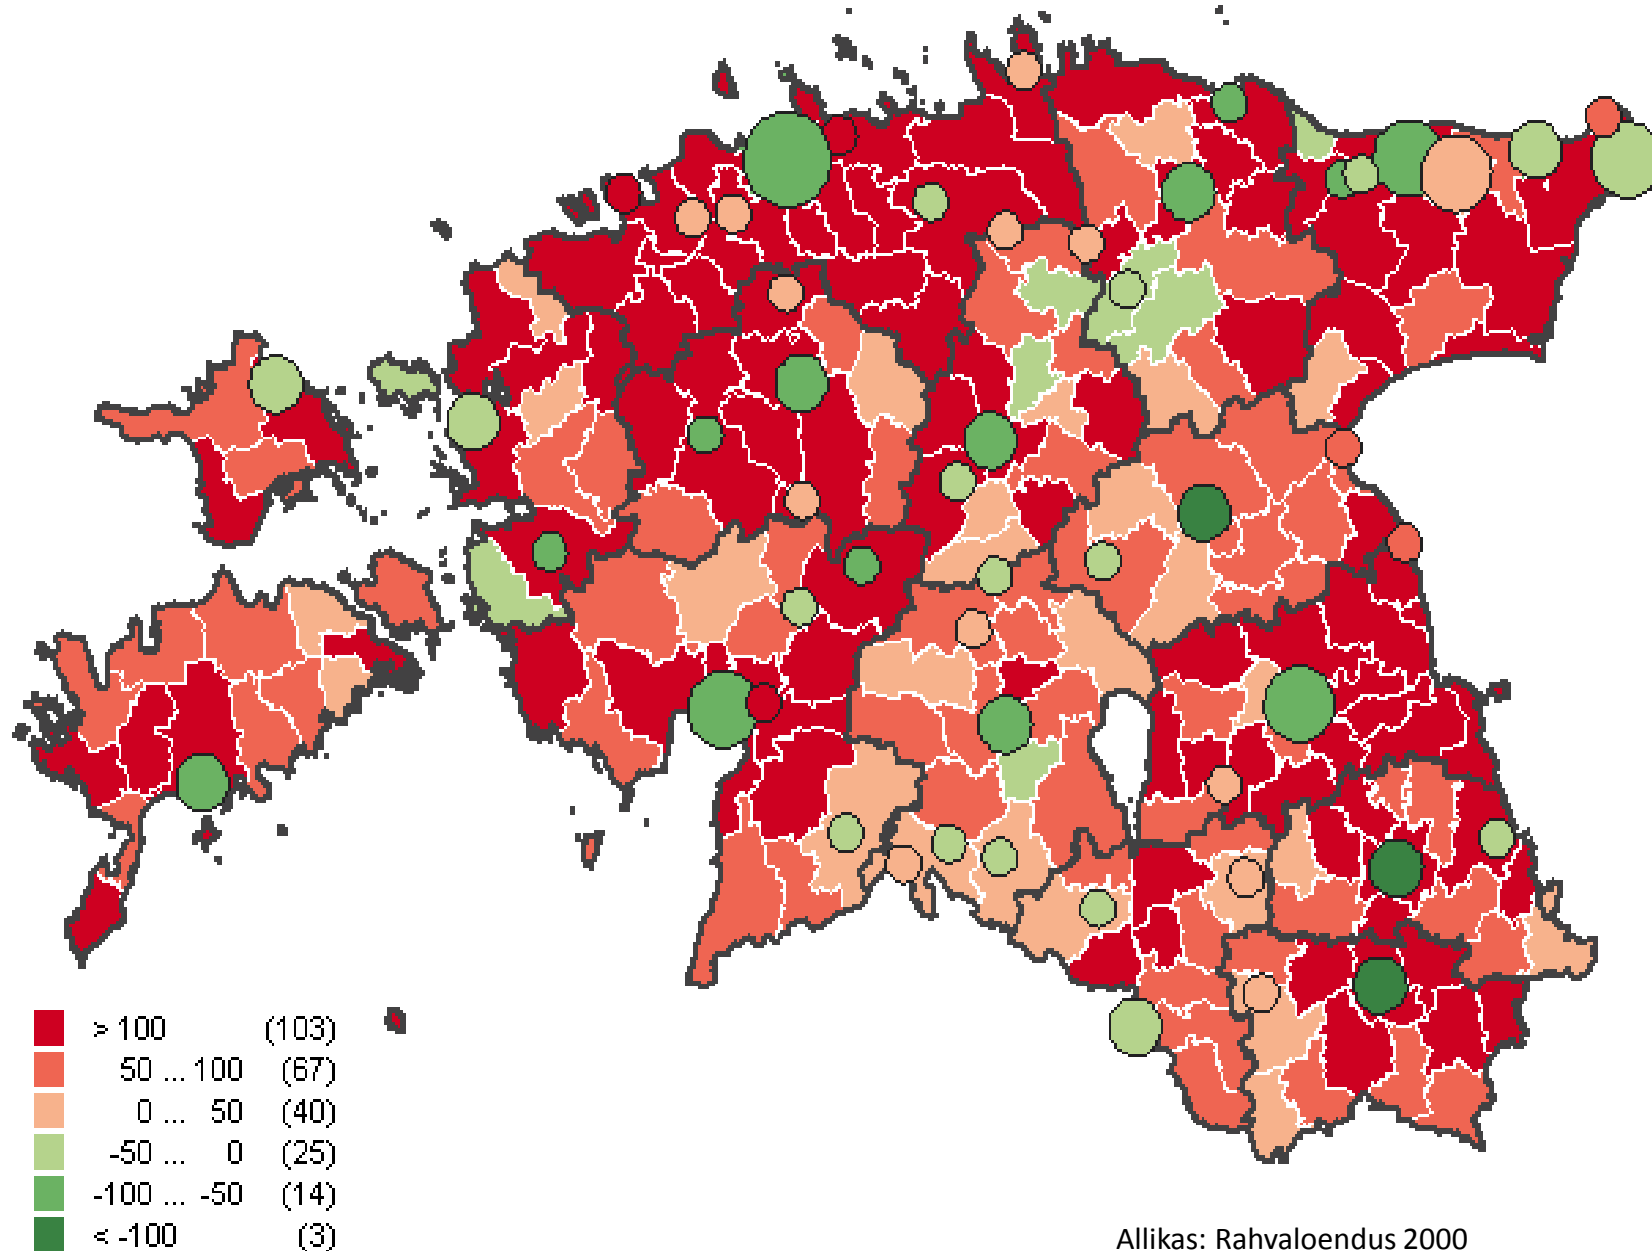 > 100 (103)
50 ... 100 (67)
0 ... 50 (40)
-50 ... 0 (25)
-100 ... -50 (14)
< -100 (3)
Allikas: Rahvaloendus 2000